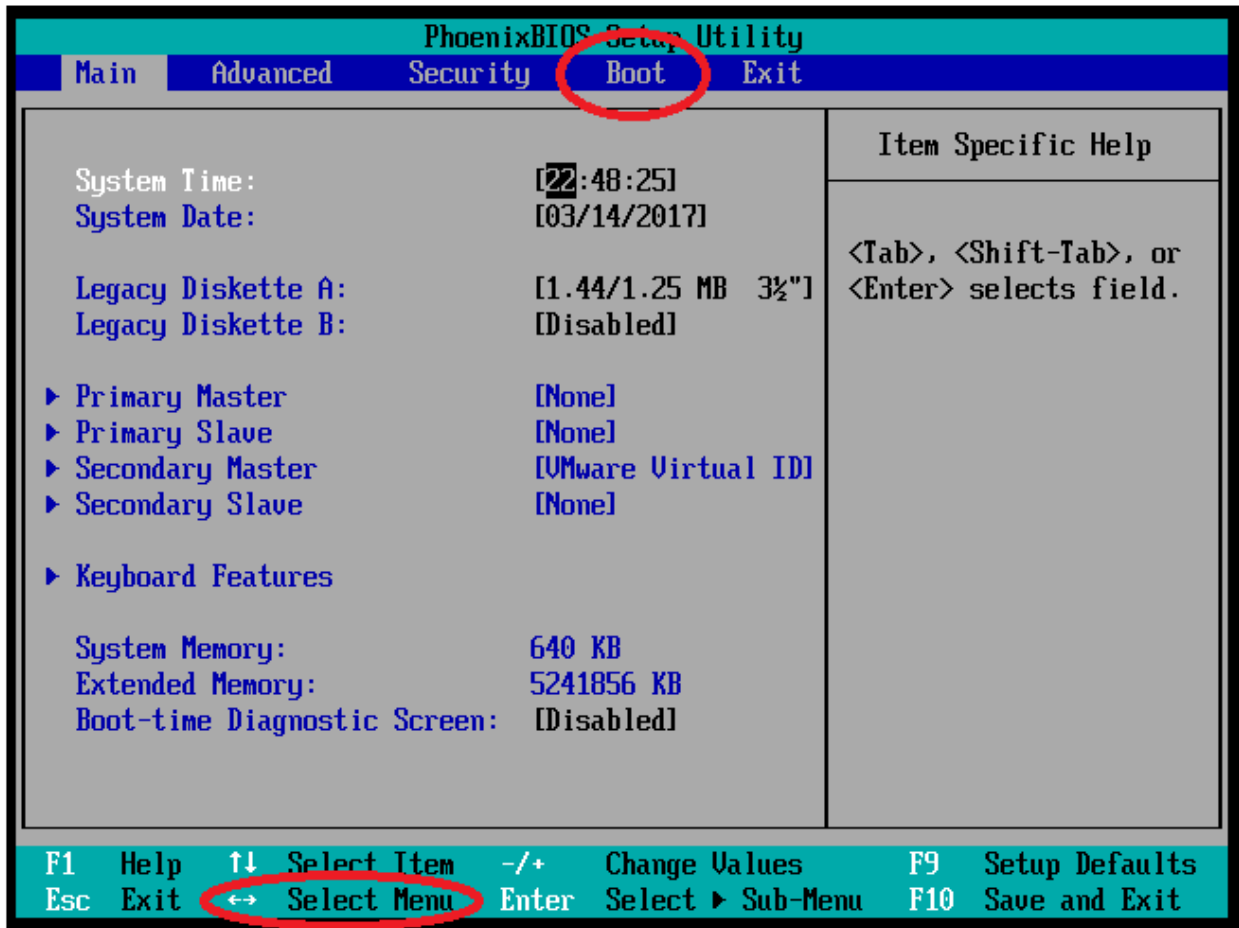 PhoenixBIOS Setup Utility
Main Advanced Security Boot Exit
Item Specific Help
System Time: [22:48:25]
System Date: [03/14/2017]
<Tab>, <Shift-Tab>, or
<Enter> selects field.
Legacy Diskette A: [1.44/1.25 MB 3½"]
Legacy Diskette B: [Disabled]
▶ Primary Master [None]
▶ Primary Slave [None]
▶ Secondary Master [VMware Virtual ID]
▶ Secondary Slave [None]
▶ Keyboard Features
System Memory: 640 KB
Extended Memory: 5241856 KB
Boot-time Diagnostic Screen: [Disabled]
F1 Help ↑↓ Select Item -/+ Change Values F9 Setup Defaults
Esc Exit ↔ Select Menu Enter Select ▶ Sub-Menu F10 Save and Exit